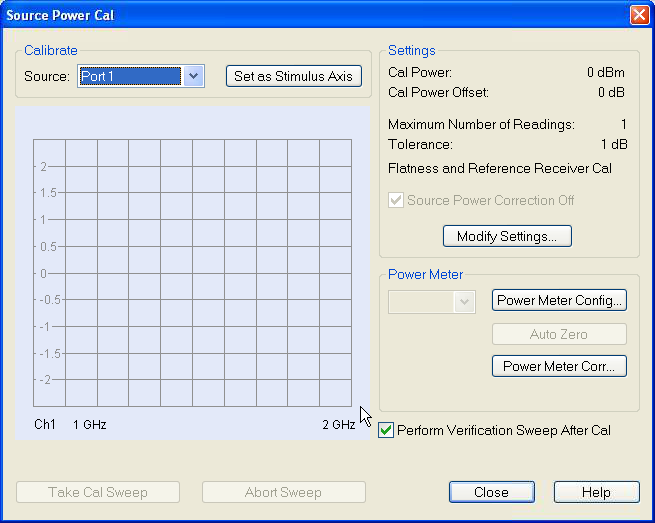 Source Power Cal
Calibrate
Source: Port 1
Set as Stimulus Axis
2
1.5
1
0.5
0
-0.5
-1
-1.5
-2
Ch1 1 GHz 2 GHz
Settings
Cal Power: 0 dBm
Cal Power Offset: 0 dB
Maximum Number of Readings: 1
Tolerance: 1 dB
Flatness and Reference Receiver Cal
Source Power Correction Off
Modify Settings...
Power Meter
Power Meter Config...
Auto Zero
Power Meter Corr...
Perform Verification Sweep After Cal
Take Cal Sweep
Abort Sweep
Close
Help